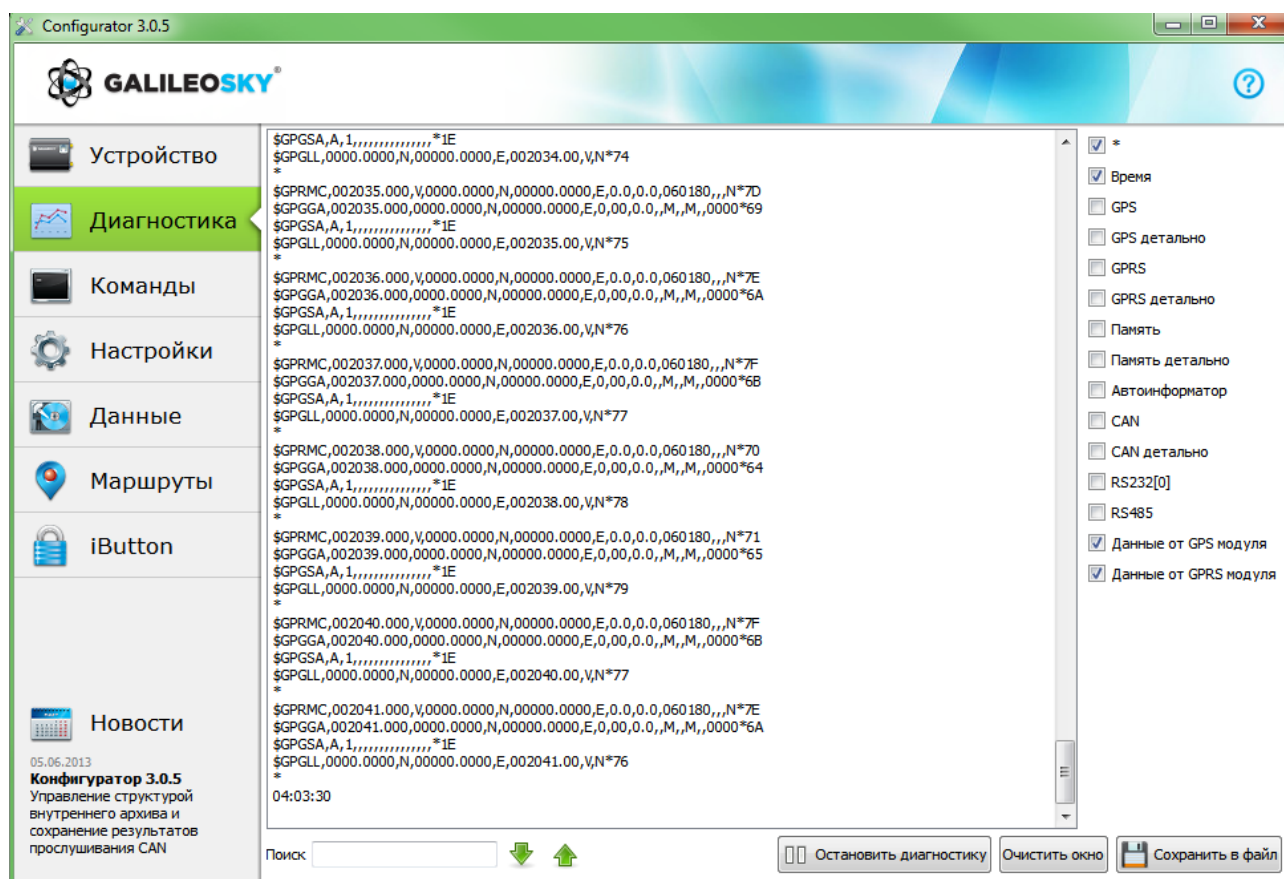 Configurator 3.0.5
GALILEOSKY®
?
Устройство
Диагностика
Команды
Настройки
Данные
Маршруты
iButton
Новости
05.06.2013
Конфигуратор 3.0.5
Управление структурой
внутреннего архива и
сохранение результатов
прослушивания CAN
$GPGSA,A,1,,,,,,,,,,,,,,,*1E
$GPGLL,0000.0000,N,00000.0000,E,002034.00,V,N*74
*
$GPRMC,002035.000,V,0000.0000,N,00000.0000,E,0.0,0.0,060180,,,N*7D
$GPGGA,002035.000,0000.0000,N,00000.0000,E,0,00,0.0,,M,,M,,0000*69
$GPGSA,A,1,,,,,,,,,,,,,,,*1E
$GPGLL,0000.0000,N,00000.0000,E,002035.00,V,N*75
*
$GPRMC,002036.000,V,0000.0000,N,00000.0000,E,0.0,0.0,060180,,,N*7E
$GPGGA,002036.000,0000.0000,N,00000.0000,E,0,00,0.0,,M,,M,,0000*6A
$GPGSA,A,1,,,,,,,,,,,,,,,*1E
$GPGLL,0000.0000,N,00000.0000,E,002036.00,V,N*76
*
$GPRMC,002037.000,V,0000.0000,N,00000.0000,E,0.0,0.0,060180,,,N*7F
$GPGGA,002037.000,0000.0000,N,00000.0000,E,0,00,0.0,,M,,M,,0000*6B
$GPGSA,A,1,,,,,,,,,,,,,,,*1E
$GPGLL,0000.0000,N,00000.0000,E,002037.00,V,N*77
*
$GPRMC,002038.000,V,0000.0000,N,00000.0000,E,0.0,0.0,060180,,,N*70
$GPGGA,002038.000,0000.0000,N,00000.0000,E,0,00,0.0,,M,,M,,0000*64
$GPGSA,A,1,,,,,,,,,,,,,,,*1E
$GPGLL,0000.0000,N,00000.0000,E,002038.00,V,N*78
*
$GPRMC,002039.000,V,0000.0000,N,00000.0000,E,0.0,0.0,060180,,,N*71
$GPGGA,002039.000,0000.0000,N,00000.0000,E,0,00,0.0,,M,,M,,0000*65
$GPGSA,A,1,,,,,,,,,,,,,,,*1E
$GPGLL,0000.0000,N,00000.0000,E,002039.00,V,N*79
*
$GPRMC,002040.000,V,0000.0000,N,00000.0000,E,0.0,0.0,060180,,,N*7F
$GPGGA,002040.000,0000.0000,N,00000.0000,E,0,00,0.0,,M,,M,,0000*6B
$GPGSA,A,1,,,,,,,,,,,,,,,*1E
$GPGLL,0000.0000,N,00000.0000,E,002040.00,V,N*77
*
$GPRMC,002041.000,V,0000.0000,N,00000.0000,E,0.0,0.0,060180,,,N*7E
$GPGGA,002041.000,0000.0000,N,00000.0000,E,0,00,0.0,,M,,M,,0000*6A
$GPGSA,A,1,,,,,,,,,,,,,,,*1E
$GPGLL,0000.0000,N,00000.0000,E,002041.00,V,N*76
*
04:03:30
*
Время
GPS
GPS детально
GPRS
GPRS детально
Память
Память детально
Автоинформатор
CAN
CAN детально
RS232[0]
RS485
Данные от GPS модуля
Данные от GPRS модуля
Поиск
Остановить диагностику
Очистить окно
Сохранить в файл